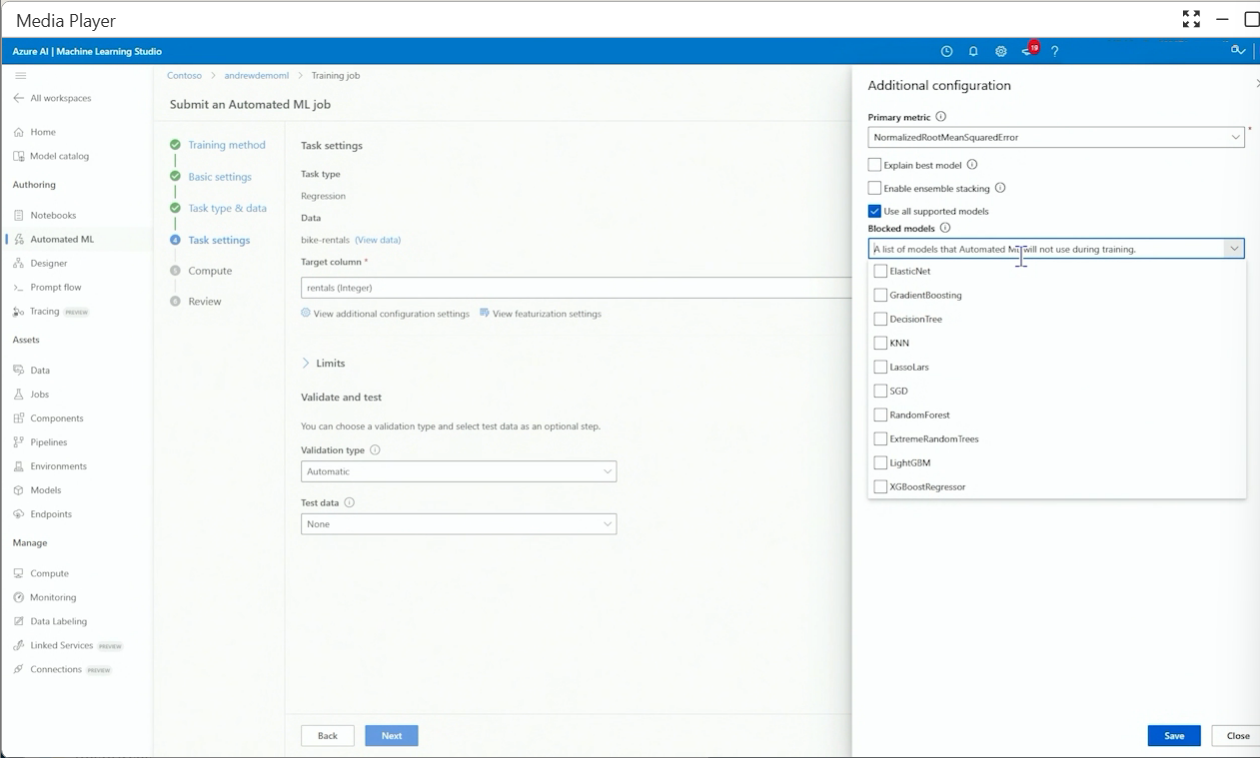 Media Player
Azure AI | Machine Learning Studio
19
?
All workspaces
Home
Model catalog
Authoring
Notebooks
Automated ML
Designer
Prompt flow
Tracing PREVIEW
Assets
Data
Jobs
Components
Pipelines
Environments
Models
Endpoints
Manage
Compute
Monitoring
Data Labeling
Linked Services PREVIEW
Connections PREVIEW
Contoso > andrewdemoml > Training job
Submit an Automated ML job
Training method
Basic settings
Task type & data
4 Task settings
5 Compute
6 Review
Task settings
Task type
Regression
Data
bike-rentals (View data)
Target column *
rentals (Integer)
View additional configuration settings View featurization settings
Limits
Validate and test
You can choose a validation type and select test data as an optional step.
Validation type
Automatic
Test data
None
Back Next
Additional configuration
Primary metric
*
NormalizedRootMeanSquaredError
Explain best model
Enable ensemble stacking
Use all supported models
Blocked models
A list of models that Automated ML will not use during training.
ElasticNet
GradientBoosting
DecisionTree
KNN
LassoLars
SGD
RandomForest
ExtremeRandomTrees
LightGBM
XGBoostRegressor
Save Close